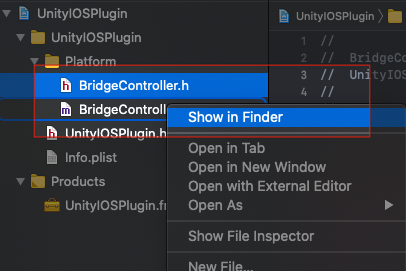 UnityIOSPlugin
UnityIOSPlugin
Platform
h BridgeController.h
m BridgeControll
h UnityIOSPlugin.h
Info.plist
Products
UnityIOSPlugin.fr
UnityIOSPlugin
1 //
2 // BridgeCo
3 // UnityIOS
4 //
Show in Finder
Open in Tab
Open in New Window
Open with External Editor
Open As
Show File Inspector
New File...